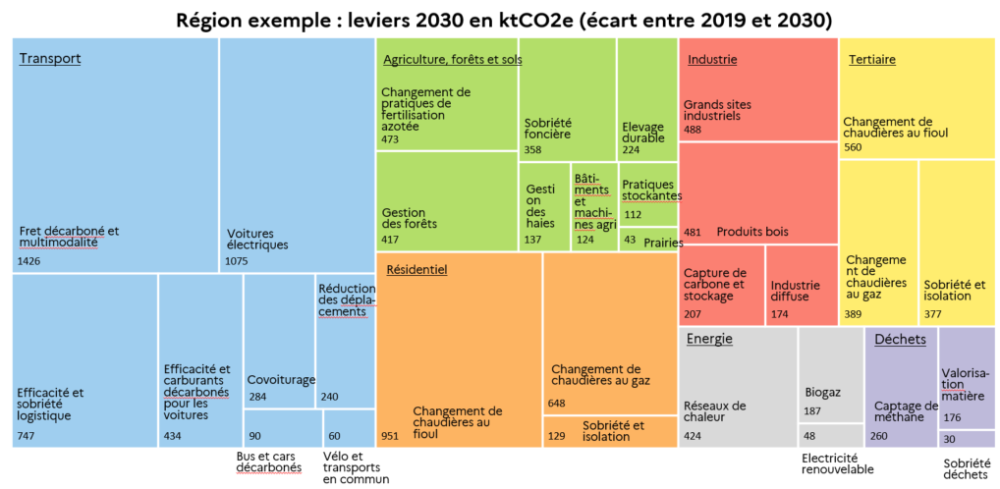 Région exemple : leviers 2030 en ktCO2e (écart entre 2019 et 2030)
Transport
Fret décarboné et
multimodalité
1426
Voitures
électriques
1075
Efficacité et
sobriété
logistique
747
Efficacité et
carburants
décarbonés
pour les
voitures
434
Covoiturage
284
Réduction
des dépla-
cements
240
90
Bus et cars
décarbonés
60
Vélo et
transports
en commun
Agriculture, forêts et sols
Changement de
pratiques de
fertilisation
azotée
473
Sobriété
foncière
358
Elevage
durable
224
Gestion
des forêts
417
Gesti
on
des
haies
137
Bâti-
ments
et
machi-
nes agri
124
Pratiques
stockantes
112
43 Prairies
Résidentiel
Changement de
chaudières au
fioul
951
Changement de
chaudières au gaz
648
129
Sobriété et
isolation
Industrie
Grands sites
industriels
488
481 Produits bois
Capture de
carbone et
stockage
207
Industrie
diffuse
174
Tertiaire
Changement de
chaudières au fioul
560
Changeme
nt de
chaudières
au gaz
389
Sobriété et
isolation
377
Energie
Réseaux de
chaleur
424
Biogaz
187
48
Electricité
renouvelable
Déchets
Captage de
méthane
260
Valorisa-
tion
matière
176
30
Sobriété
déchets